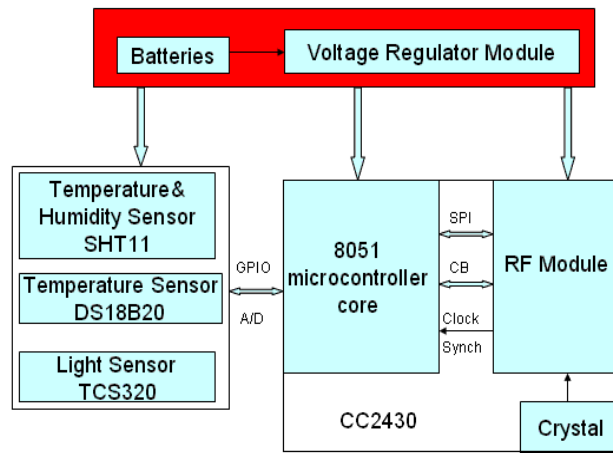 Batteries
Voltage Regulator Module
Temperature&
Humidity Sensor
SHT11
Temperature Sensor
DS18B20
Light Sensor
TCS320
GPIO
A/D
8051
microcontroller
core
SPI
CB
Clock
Synch
RF Module
CC2430
Crystal